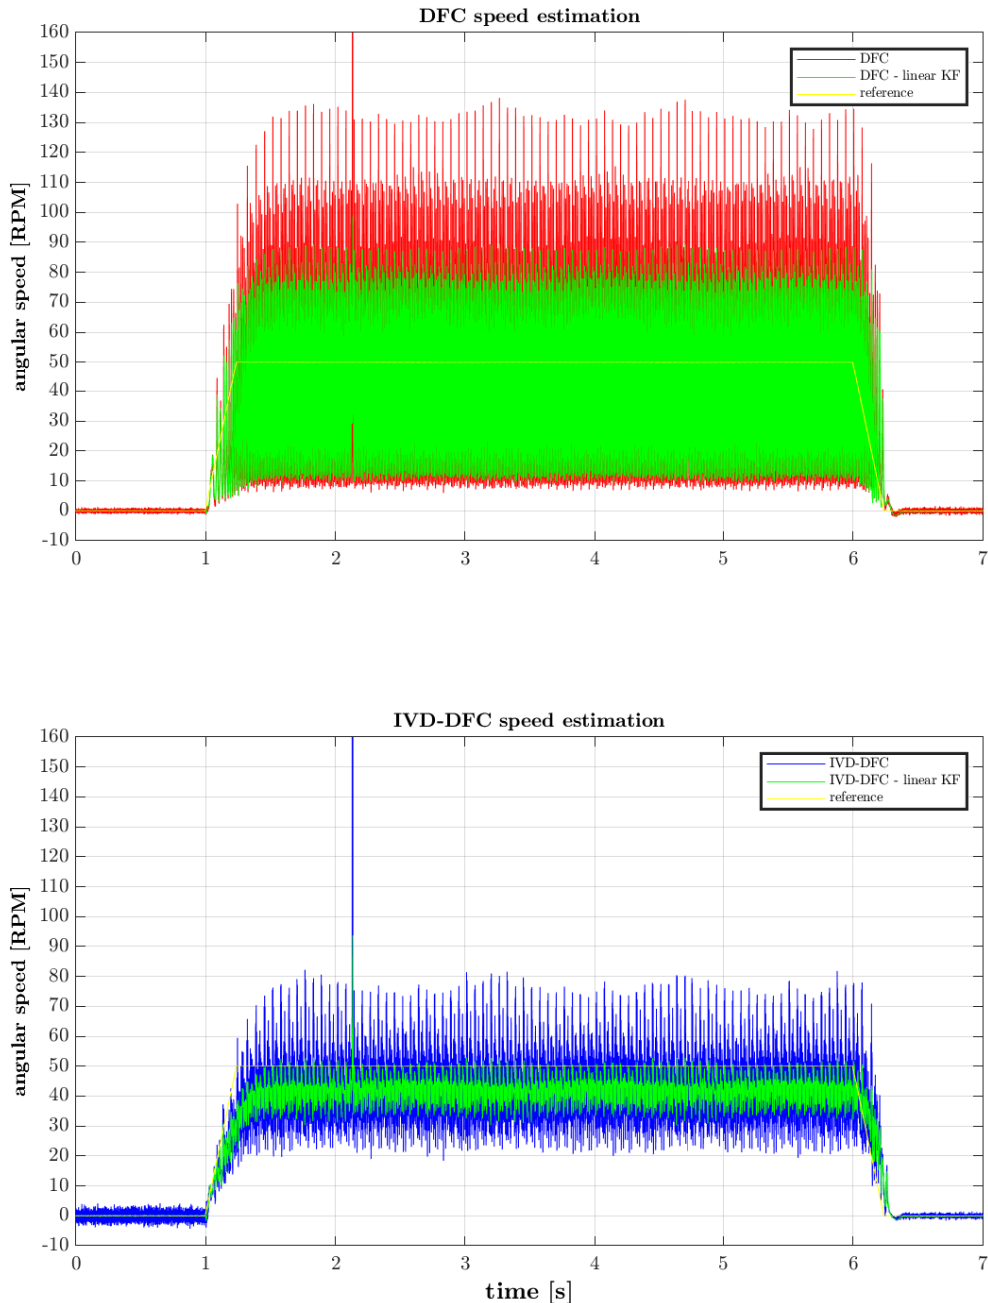 DFC speed estimation
160
150
140
130
120
110
100
90
80
70
60
50
40
30
20
10
0
-10
angular speed [RPM]
DFC
DFC - linear KF
reference
0 1 2 3 4 5 6 7
IVD-DFC speed estimation
160
150
140
130
120
110
100
90
80
70
60
50
40
30
20
10
0
-10
angular speed [RPM]
IVD-DFC
IVD-DFC - linear KF
reference
0 1 2 3 4 5 6 7
time [s]